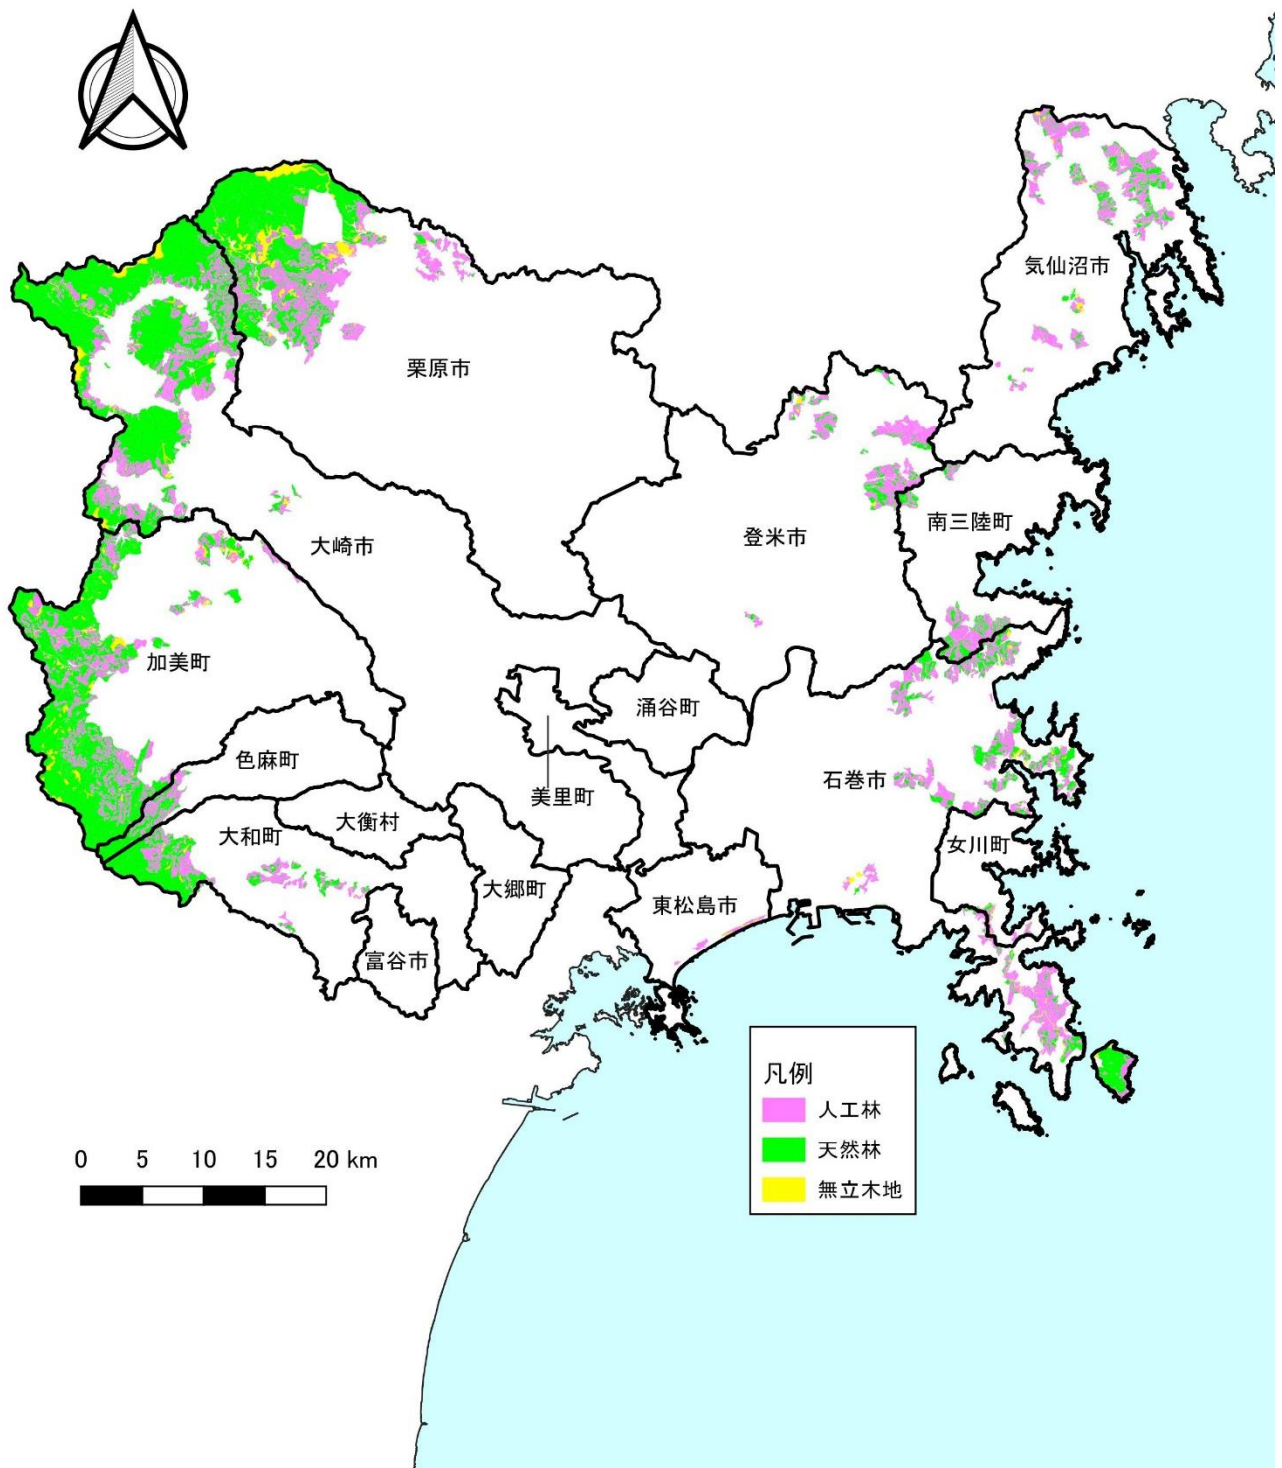 気仙沼市
栗原市
南三陸町
登米市
大崎市
加美町
涌谷町
色麻町
石巻市
美里町
大衡村
大和町
女川町
大郷町
東松島市
富谷市
凡例
人工林
天然林
無立木地
0 5 10 15 20 km